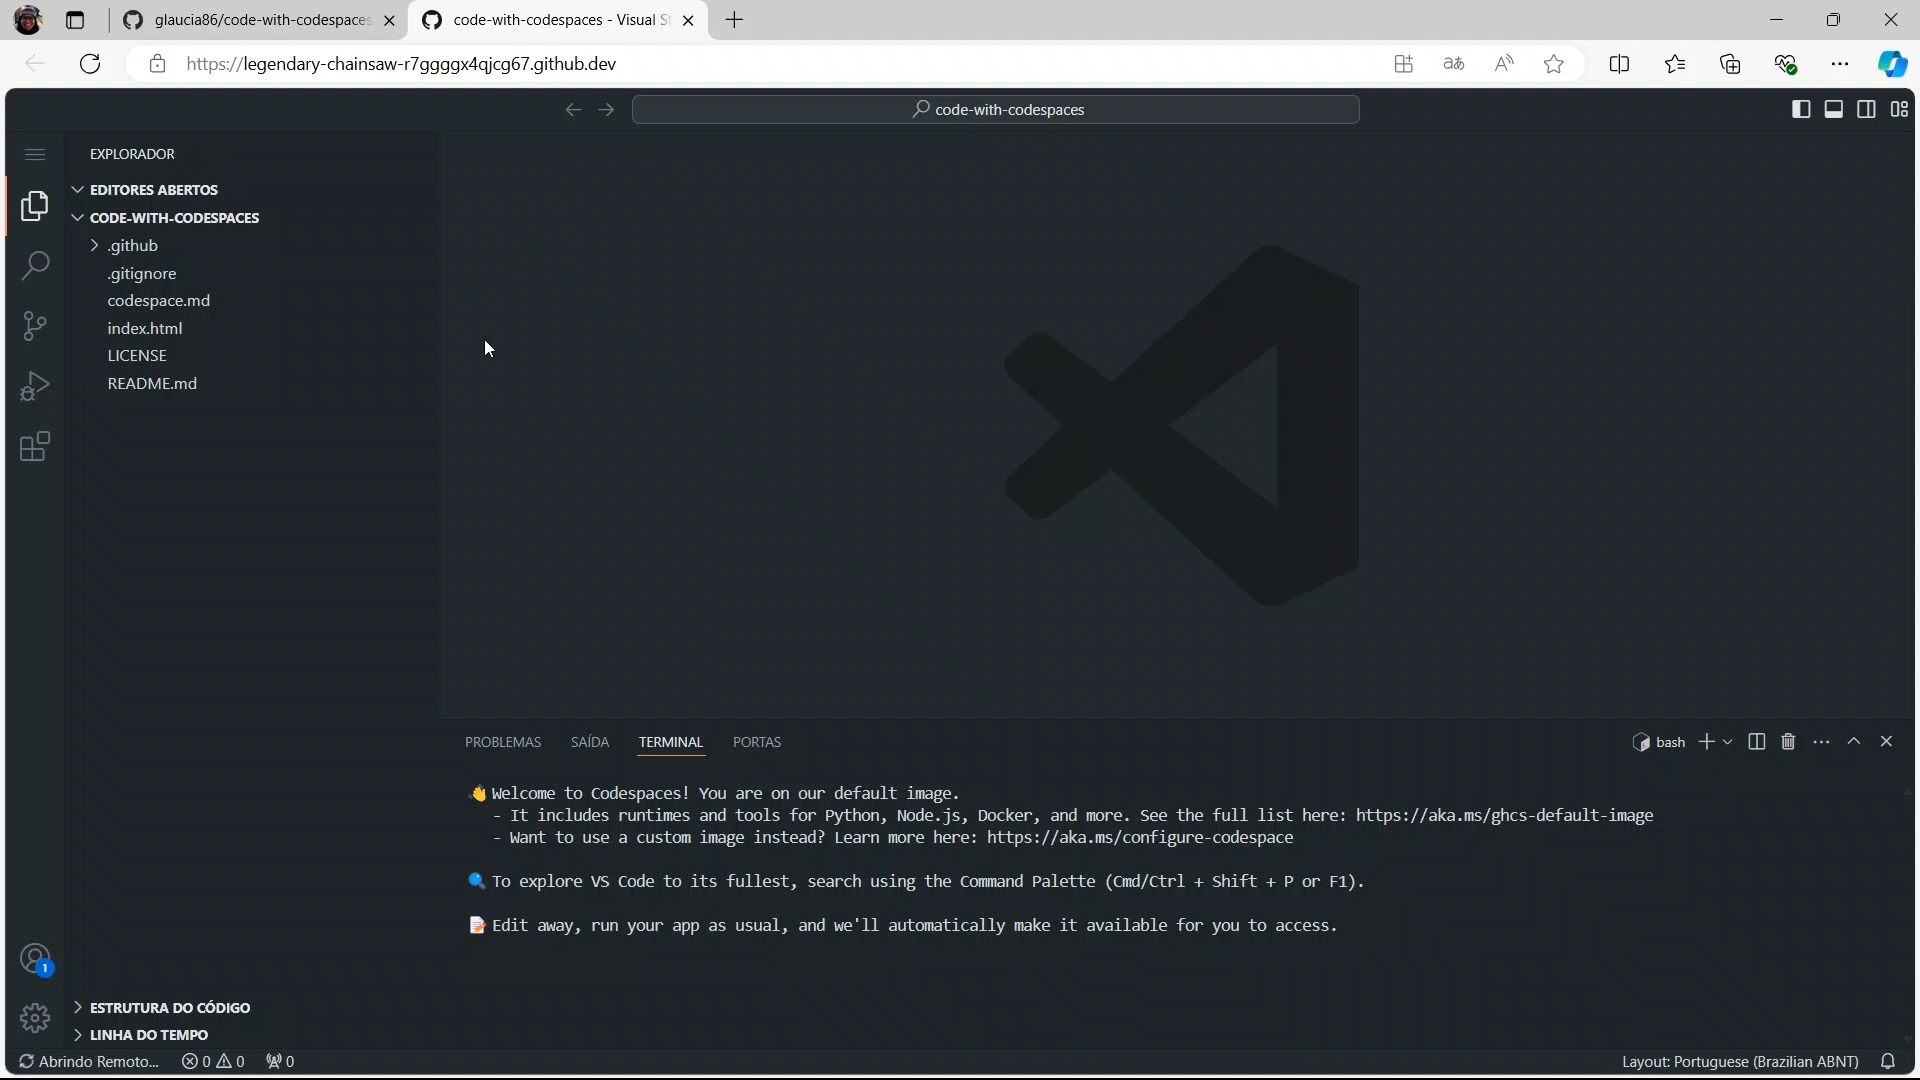 glaucia86/code-with-codespaces
code-with-codespaces - Visual S
https://legendary-chainsaw-r7ggggx4qjcg67.github.dev
code-with-codespaces
EXPLORADOR
EDITORES ABERTOS
CODE-WITH-CODESPACES
.github
.gitignore
codespace.md
index.html
LICENSE
README.md
PROBLEMAS SAÍDA TERMINAL PORTAS
bash
👋 Welcome to Codespaces! You are on our default image.
- It includes runtimes and tools for Python, Node.js, Docker, and more. See the full list here: https://aka.ms/ghcs-default-image
- Want to use a custom image instead? Learn more here: https://aka.ms/configure-codespace
🔍 To explore VS Code to its fullest, search using the Command Palette (Cmd/Ctrl + Shift + P or F1).
📝 Edit away, run your app as usual, and we'll automatically make it available for you to access.
1
ESTRUTURA DO CÓDIGO
LINHA DO TEMPO
Abrindo Remoto... 0 0 0
Layout: Portuguese (Brazilian ABNT)